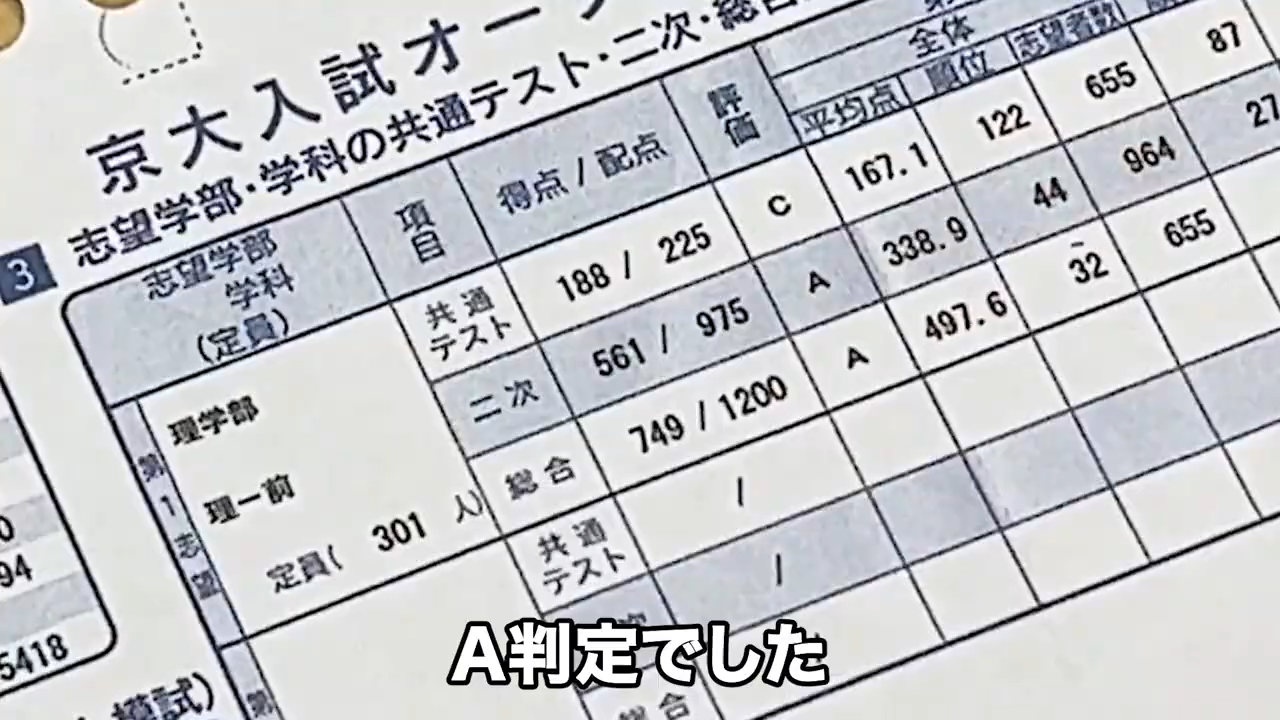 京大入試オー
志望学部・学科の共通テスト・二次・総合
3
志望学部
学科
(定員)
項目
得点 / 配点
評価
全体
平均点
順位
志望者数
第1志望
理学部
理一前
定員( 301 人)
共通テスト
188 / 225
C
167.1
122
655
87
二次
561 / 975
A
338.9
44
964
27
総合
749 / 1200
A
497.6
32
655
共通テスト
/
/
総合
第
94
5418
模試)
A判定でした